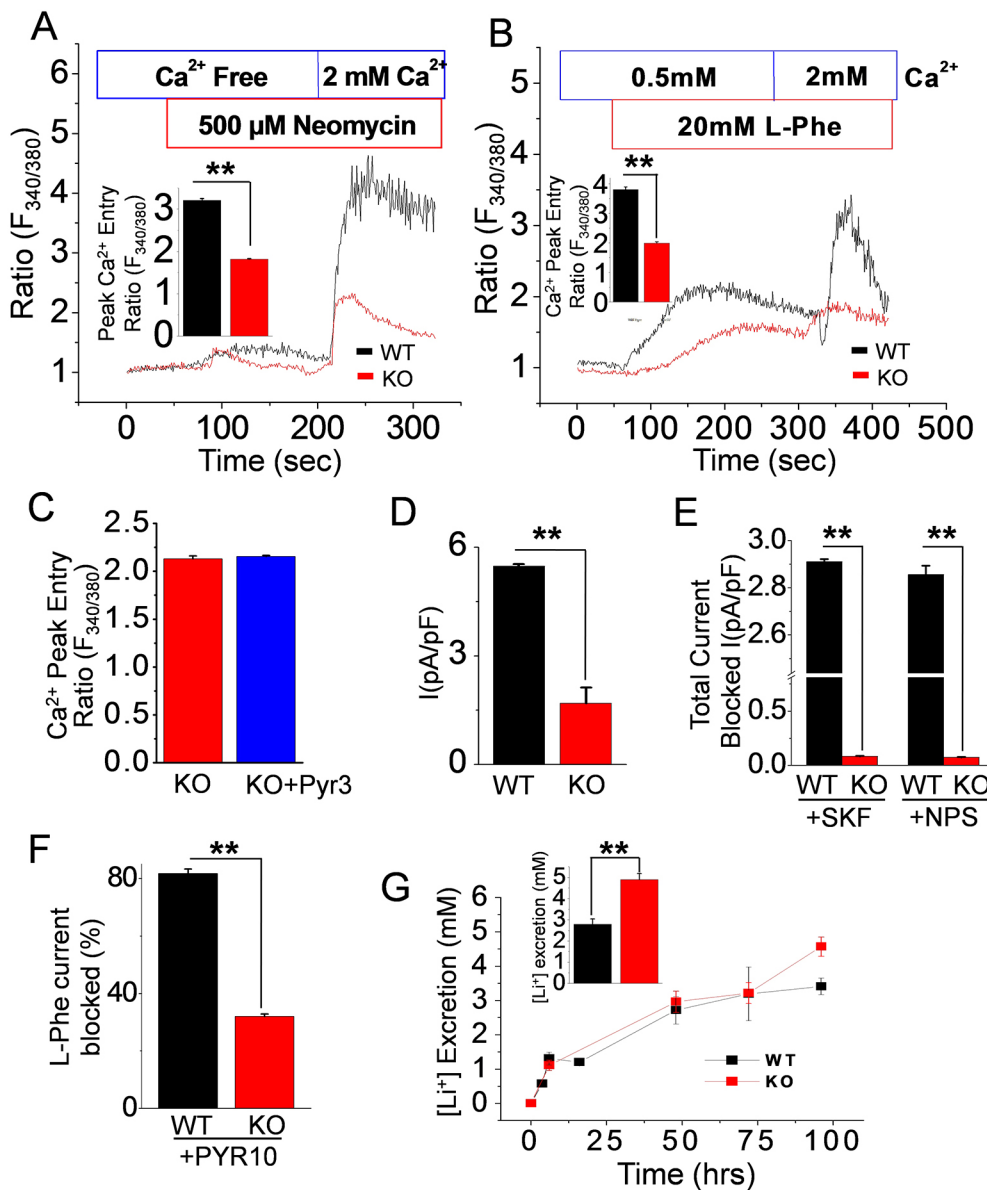 A
Ca²⁺ Free
2 mM Ca²⁺
500 µM Neomycin
Ratio (F340/380)
6
5
4
3
2
1
Peak Ca²⁺ Entry
Ratio (F340/380)
3
2
1
0
**
WT
KO
0 100 200 300
Time (sec)
B
0.5mM
2mM
Ca²⁺
20mM L-Phe
Ratio (F340/380)
5
4
3
2
1
Ca²⁺ Peak Entry
Ratio (F340/380)
4
3
2
1
0
**
WT
KO
0 100 200 300 400 500
Time (sec)
C
Ca²⁺ Peak Entry
Ratio (F340/380)
2.5
2.0
1.5
1.0
0.5
0.0
KO
KO+Pyr3
D
I(pA/pF)
6
3
0
**
WT
KO
E
Total Current
Blocked I(pA/pF)
3.0
2.9
2.8
2.6
0.5
0.0
**
**
WT KO WT KO
+SKF
+NPS
F
L-Phe current
blocked (%)
80
40
0
**
WT
KO
+PYR10
G
[Li⁺] Excretion (mM)
6
5
4
3
2
1
0
[Li⁺] excretion (mM)
5
4
3
2
1
0
**
WT
KO
0 25 50 75 100
Time (hrs)